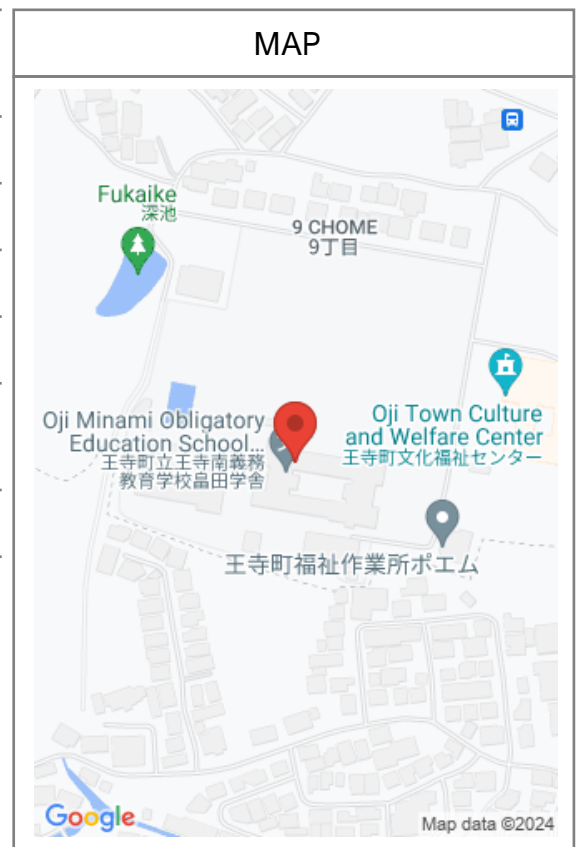 MAP
Fukaike
深池
9 CHOME
9丁目
Oji Minami Obligatory
Education School...
王寺町立王寺南義務
教育学校畠田学舎
Oji Town Culture
and Welfare Center
王寺町文化福祉センター
王寺町福祉作業所ポエム
Google
Map data ©2024